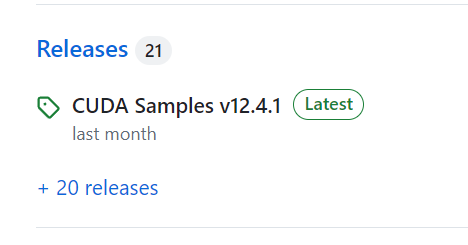 Releases 21
CUDA Samples v12.4.1 Latest
last month
+ 20 releases